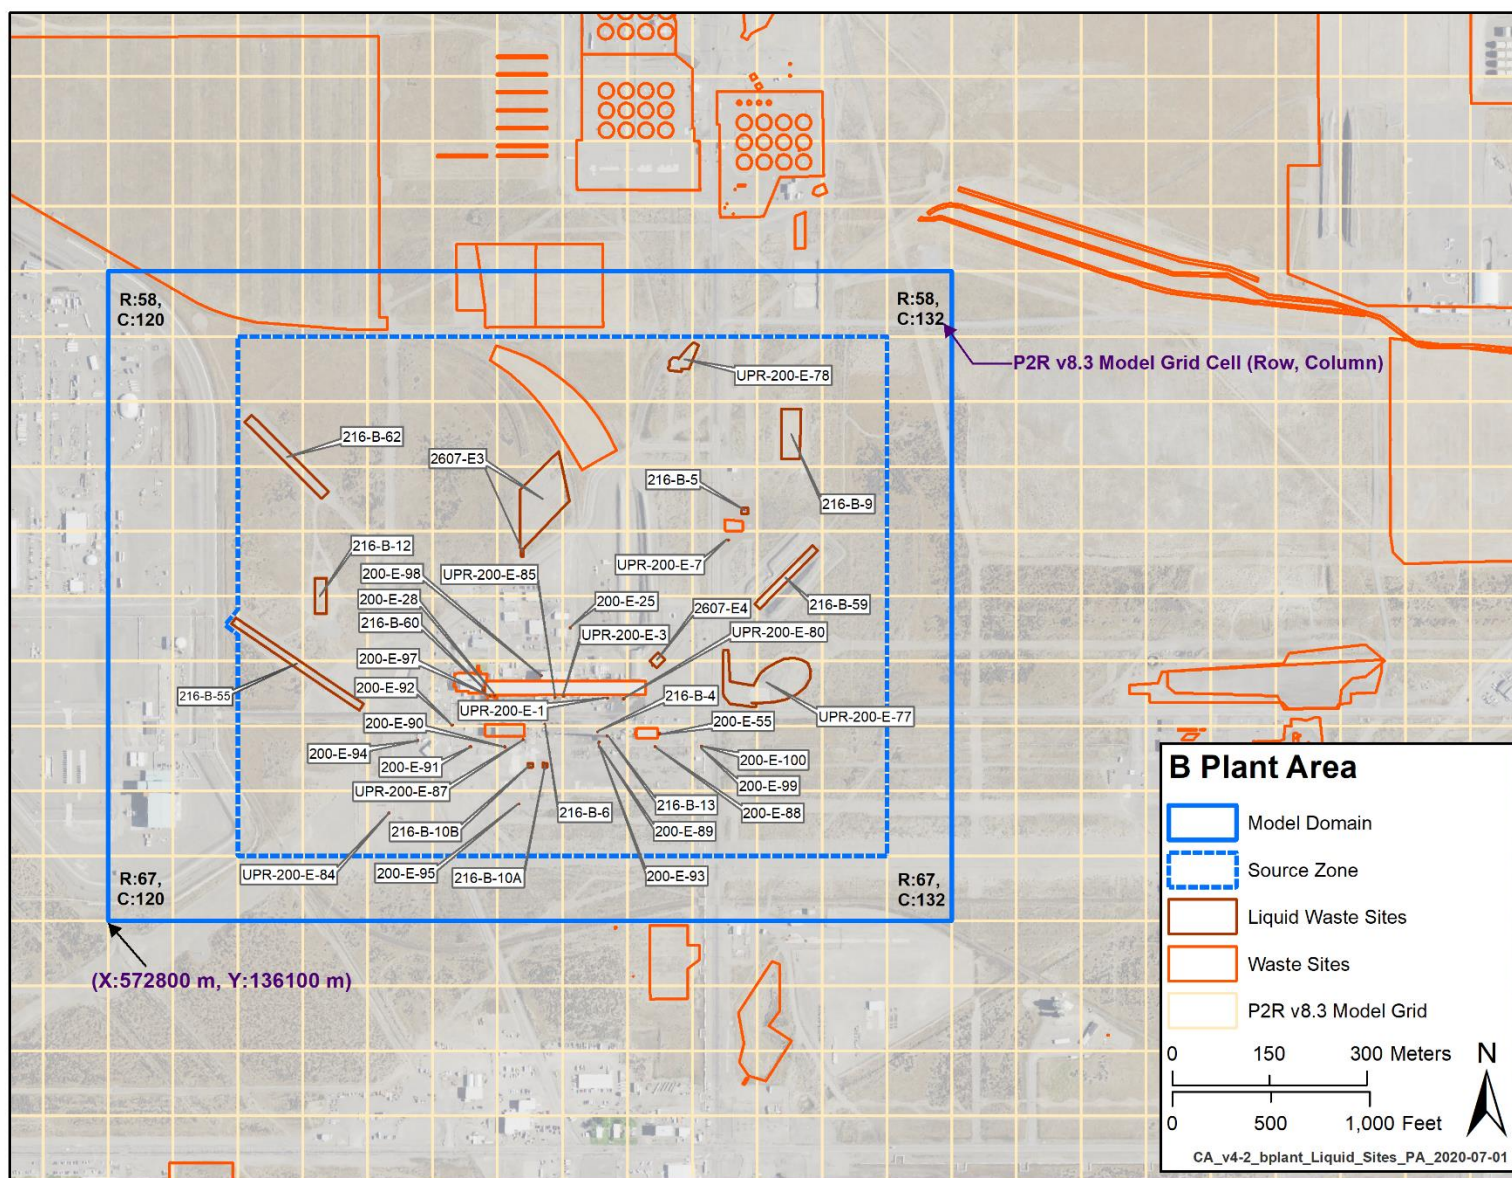 R:58,
C:120
R:58,
C:132
P2R v8.3 Model Grid Cell (Row, Column)
UPR-200-E-78
216-B-62
2607-E3
216-B-5
216-B-9
216-B-12
200-E-98
UPR-200-E-85
UPR-200-E-7
200-E-28
200-E-25
2607-E4
216-B-59
216-B-60
UPR-200-E-3
UPR-200-E-80
200-E-97
200-E-92
216-B-55
UPR-200-E-1
216-B-4
200-E-90
200-E-55
UPR-200-E-77
200-E-94
200-E-91
200-E-100
UPR-200-E-87
200-E-99
216-B-10B
216-B-6
216-B-13
200-E-88
200-E-89
UPR-200-E-84
200-E-95
216-B-10A
200-E-93
R:67,
C:120
R:67,
C:132
(X:572800 m, Y:136100 m)
B Plant Area
Model Domain
Source Zone
Liquid Waste Sites
Waste Sites
P2R v8.3 Model Grid
0 150 300 Meters
N
0 500 1,000 Feet
CA_v4-2_bplant_Liquid_Sites_PA_2020-07-01